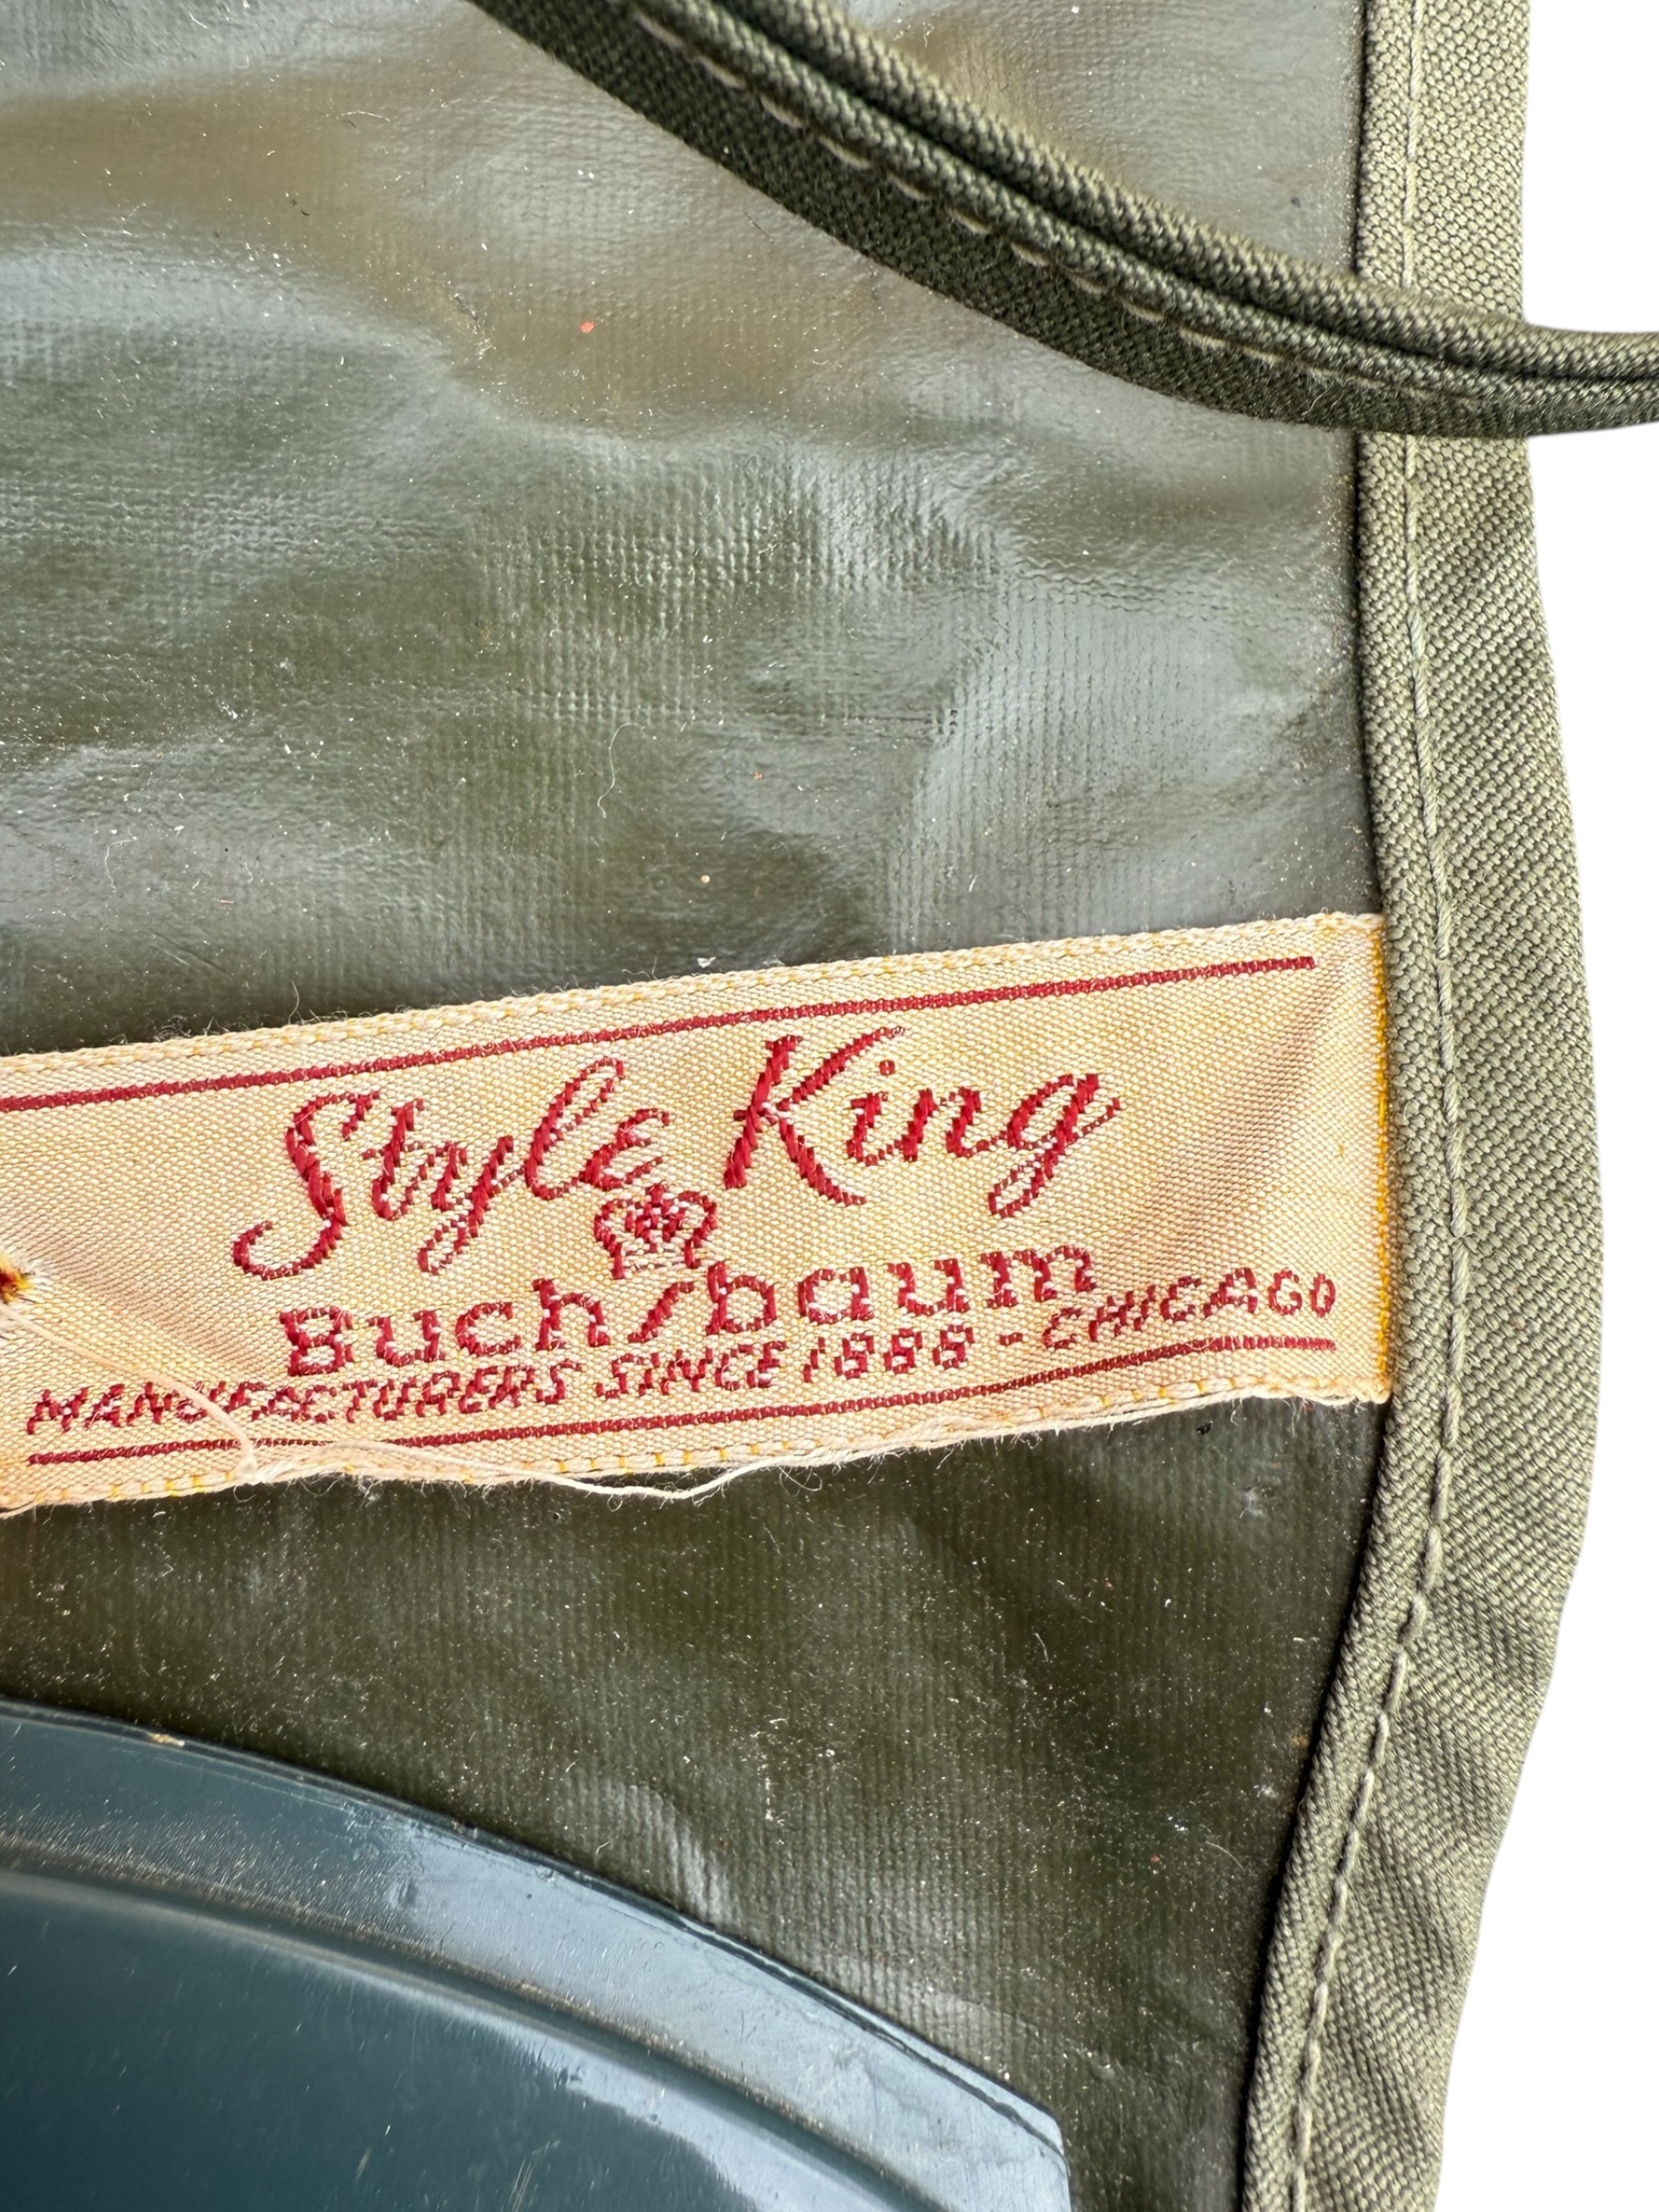 Style King
Buchsbaum
MANUFACTURERS SINCE 1888 - CHICAGO